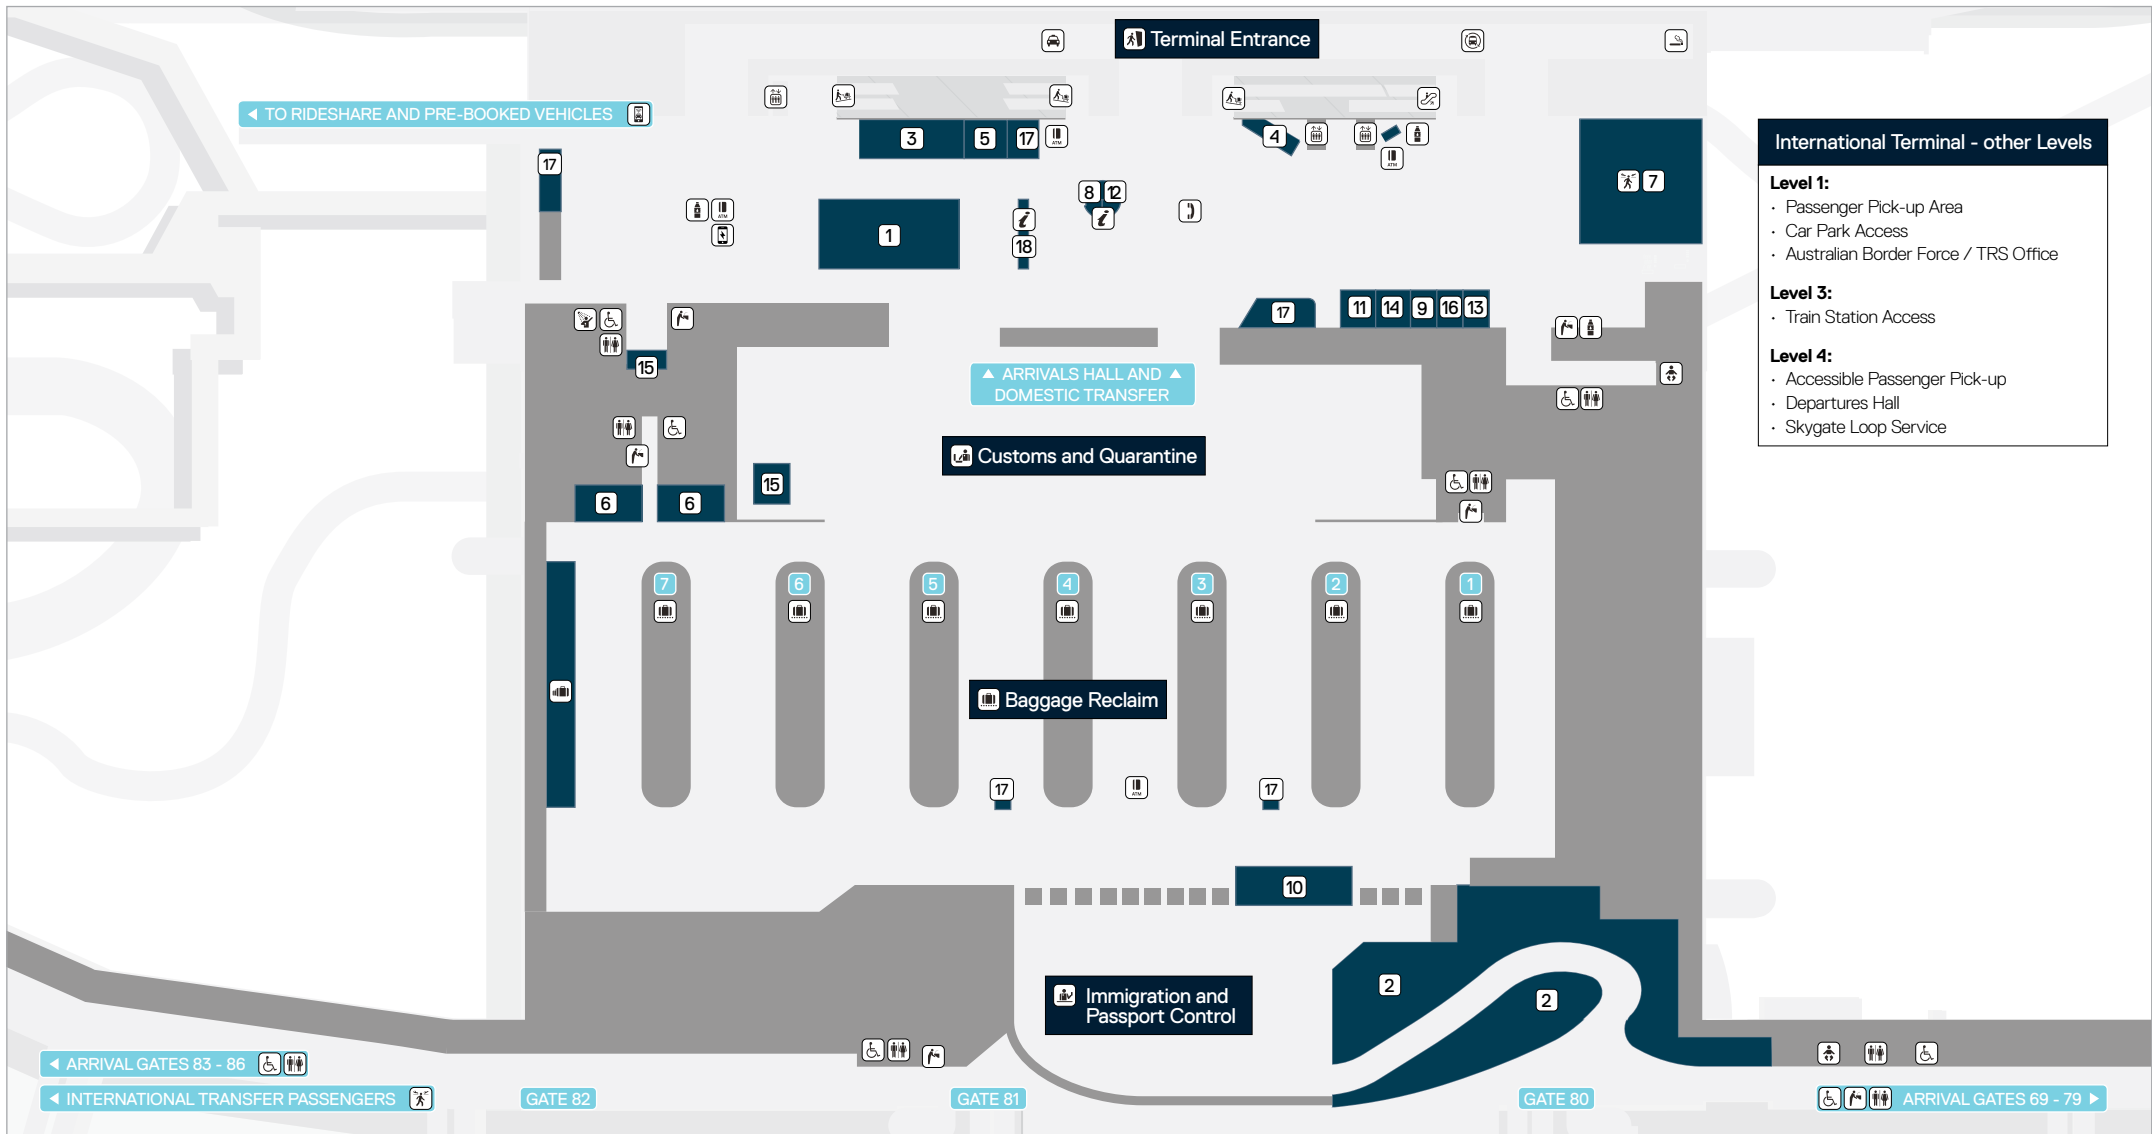 Terminal Entrance
TO RIDESHARE AND PRE-BOOKED VEHICLES
3
5
17
ATM
4
ATM
17
7
ATM
1
18
8
12
i
i
17
11
14
9
16
13
15
ARRIVALS HALL AND
DOMESTIC TRANSFER
Customs and Quarantine
15
6
6
7
6
5
4
3
2
1
Baggage Reclaim
17
ATM
17
10
2
2
Immigration and
Passport Control
ARRIVAL GATES 83 - 86
INTERNATIONAL TRANSFER PASSENGERS
GATE 82
GATE 81
GATE 80
ARRIVAL GATES 69 - 79
International Terminal - other Levels
Level 1:
· Passenger Pick-up Area
· Car Park Access
· Australian Border Force / TRS Office
Level 3:
· Train Station Access
Level 4:
· Accessible Passenger Pick-up
· Departures Hall
· Skygate Loop Service